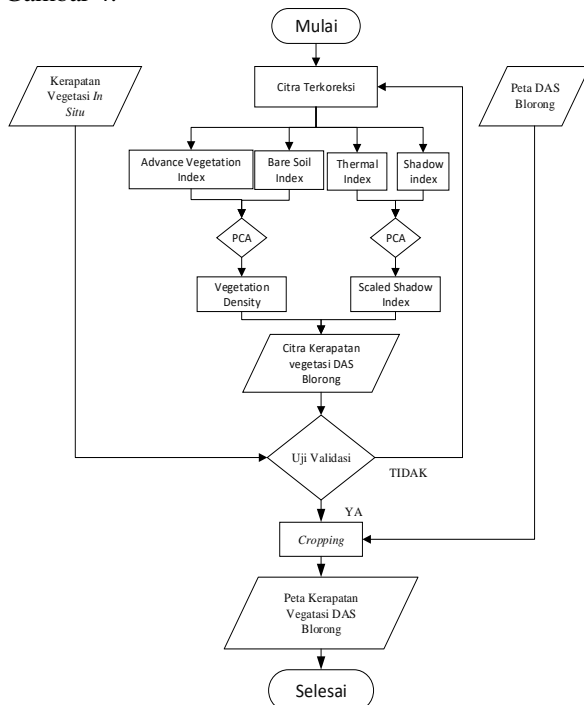 Gambar 4.
Mulai
Kerapatan
Vegetasi In
Situ
Citra Terkoreksi
Peta DAS
Blorong
Advance Vegetation
Index
Bare Soil
Index
Thermal
Index
Shadow
index
PCA
PCA
Vegetation
Density
Scaled Shadow
Index
Citra Kerapatan
vegetasi DAS
Blorong
Uji Validasi
TIDAK
YA
Cropping
Peta Kerapatan
Vegatasi DAS
Blorong
Selesai